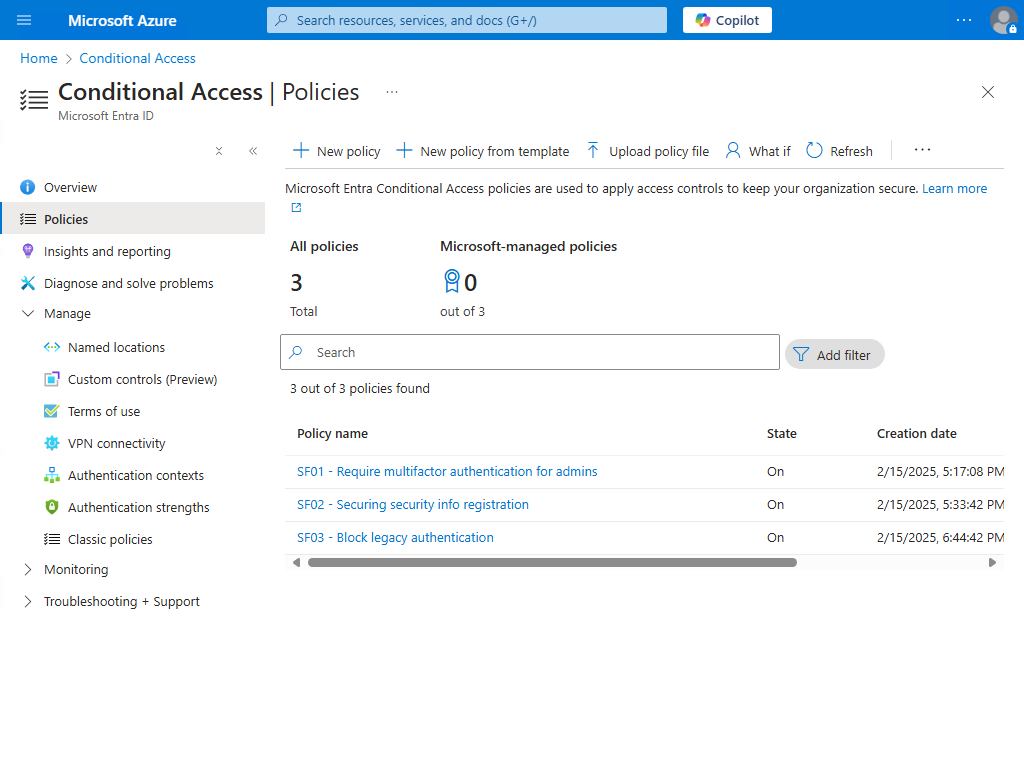 Microsoft Azure
Search resources, services, and docs (G+/)
Copilot
Home > Conditional Access
Conditional Access | Policies
Microsoft Entra ID
New policy
New policy from template
Upload policy file
What if
Refresh
Overview
Policies
Insights and reporting
Diagnose and solve problems
Manage
Named locations
Custom controls (Preview)
Terms of use
VPN connectivity
Authentication contexts
Authentication strengths
Classic policies
Monitoring
Troubleshooting + Support
Microsoft Entra Conditional Access policies are used to apply access controls to keep your organization secure. Learn more
All policies
3
Total
Microsoft-managed policies
0
out of 3
Search
Add filter
3 out of 3 policies found
Policy name State Creation date
SF01 - Require multifactor authentication for admins On 2/15/2025, 5:17:08 PM
SF02 - Securing security info registration On 2/15/2025, 5:33:42 PM
SF03 - Block legacy authentication On 2/15/2025, 6:44:42 PM